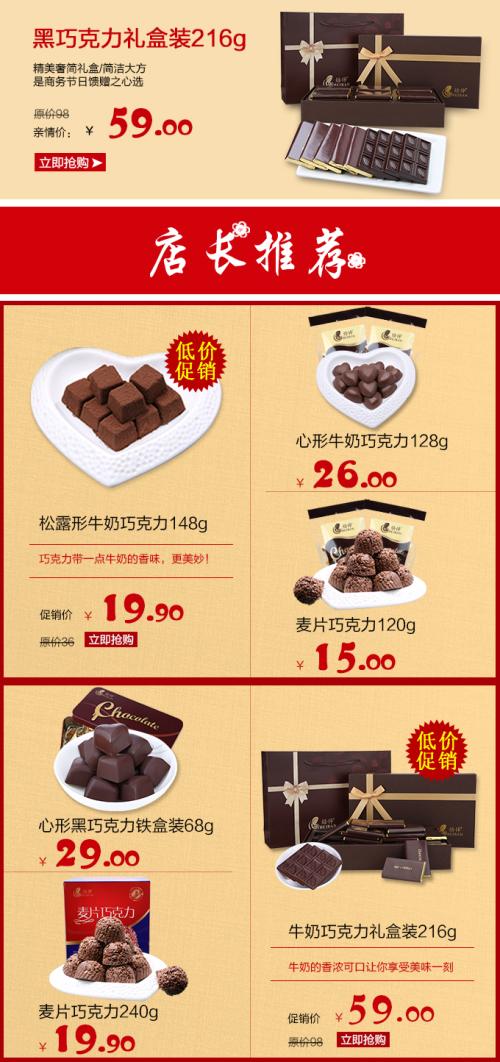 黑巧克力礼盒装216g
精美奢简礼盒/简洁大方
是商务节日馈赠之心选
原价98
亲情价: ¥ 59.00
立即抢购
店长推荐
低价
促销
松露形牛奶巧克力148g
巧克力带一点牛奶的香味，更美妙！
促销价 ¥ 19.90
原价36 立即抢购
心形牛奶巧克力128g
¥ 26.00
麦片巧克力120g
¥ 15.00
Chocolate
心形黑巧克力铁盒装68g
¥ 29.00
麦片巧克力
麦片巧克力240g
¥ 19.90
低价
促销
牛奶巧克力礼盒装216g
牛奶的香浓可口让你享受美味一刻
促销价 ¥ 59.00
原价98 立即抢购